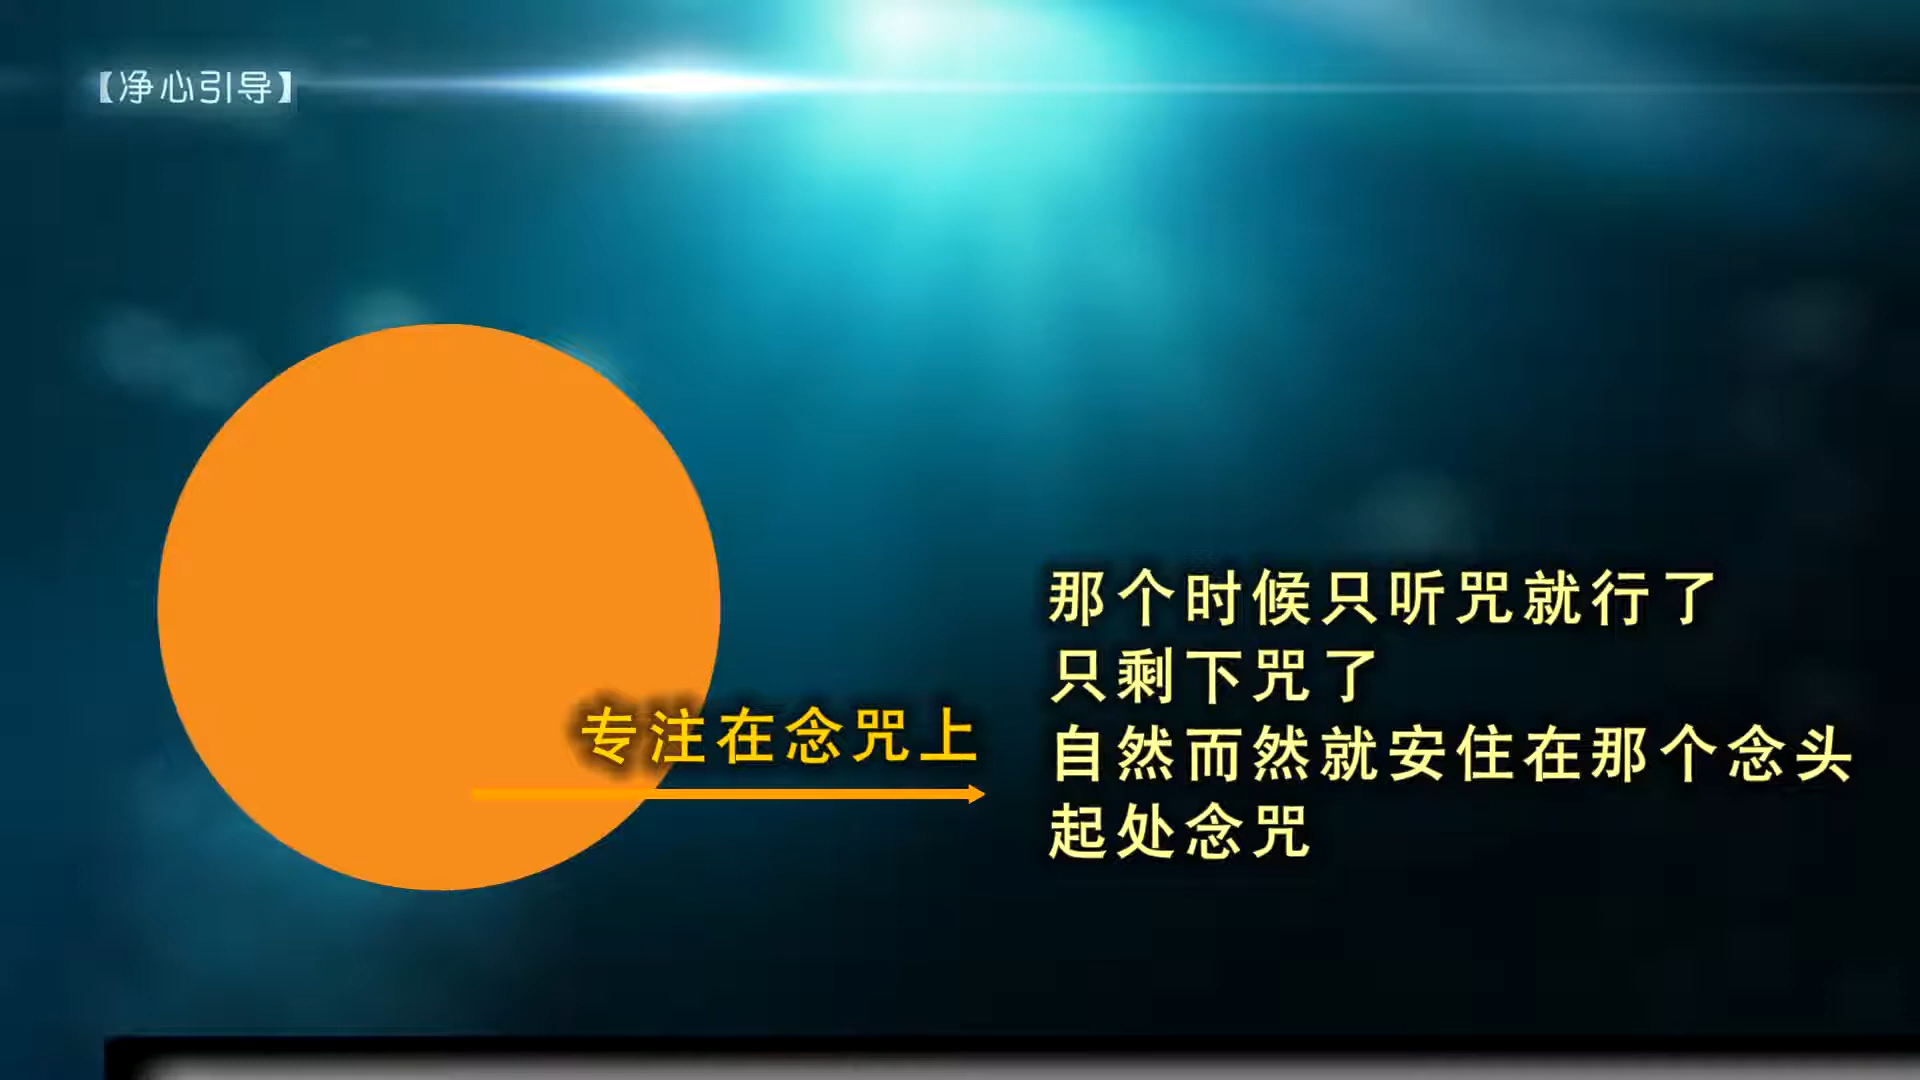 【净心引导】
专注在念咒上
那个时候只听咒就行了
只剩下咒了
自然而然就安住在那个念头
起处念咒